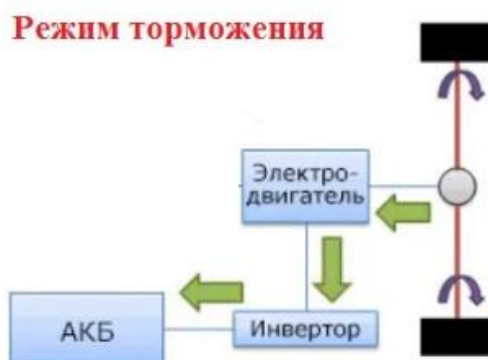 Режим торможения
Электро-
двигатель
АКБ
Инвертор